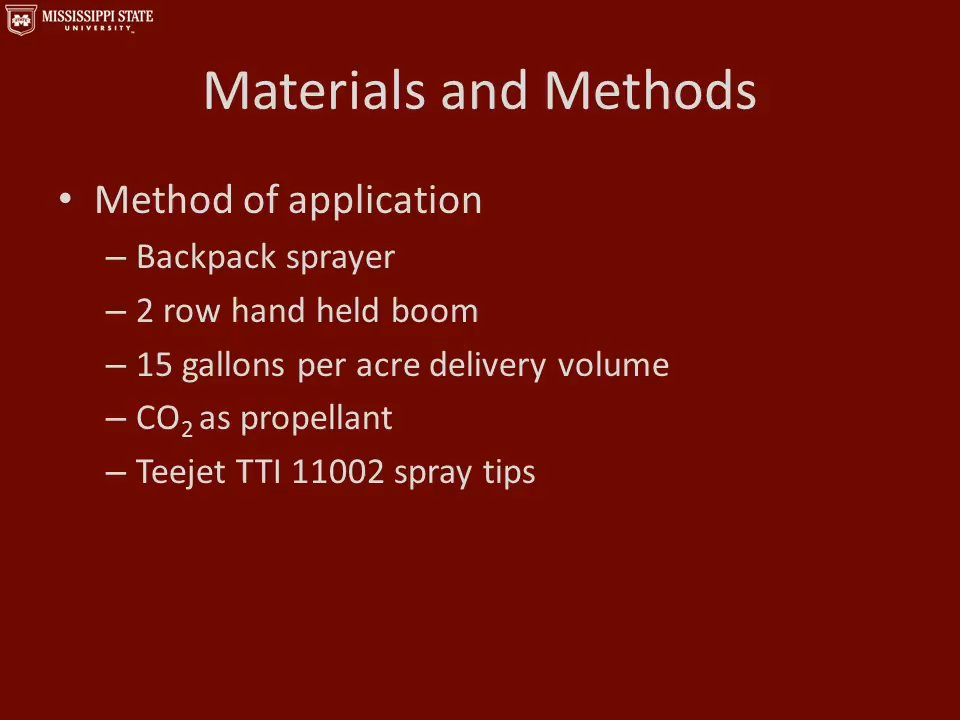 MISSISSIPPI STATE
UNIVERSITY™
Materials and Methods
• Method of application
– Backpack sprayer
– 2 row hand held boom
– 15 gallons per acre delivery volume
– CO₂ as propellant
– Teejet TTI 11002 spray tips